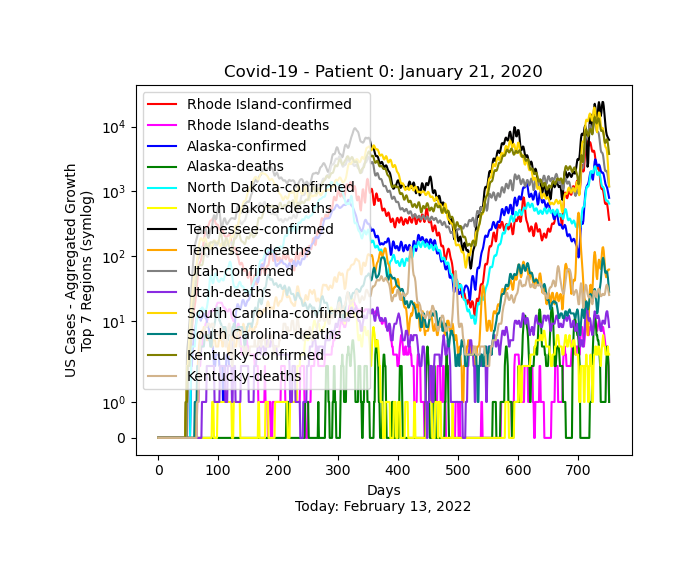 Covid-19 - Patient 0: January 21, 2020
US Cases - Aggregated Growth
Top 7 Regions (symlog)
10^4
10^3
10^2
10^1
10^0
0
Rhode Island-confirmed
Rhode Island-deaths
Alaska-confirmed
Alaska-deaths
North Dakota-confirmed
North Dakota-deaths
Tennessee-confirmed
Tennessee-deaths
Utah-confirmed
Utah-deaths
South Carolina-confirmed
South Carolina-deaths
Kentucky-confirmed
Kentucky-deaths
0 100 200 300 400 500 600 700
Days
Today: February 13, 2022